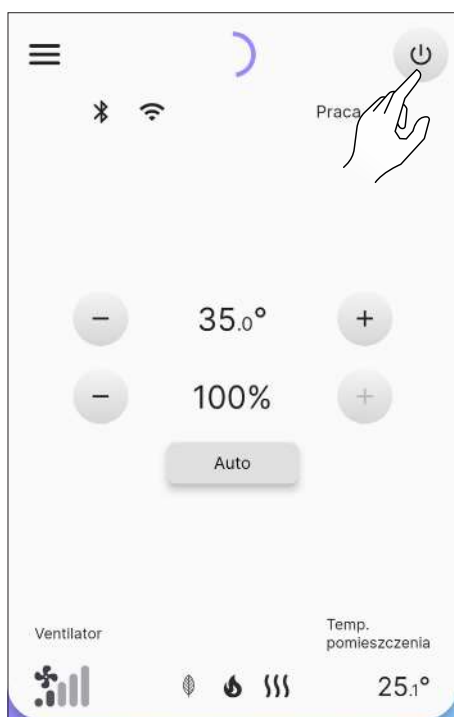 Praca
− 35.0° +
− 100% +
Auto
Ventilator
Temp.
pomieszczenia
25.1°